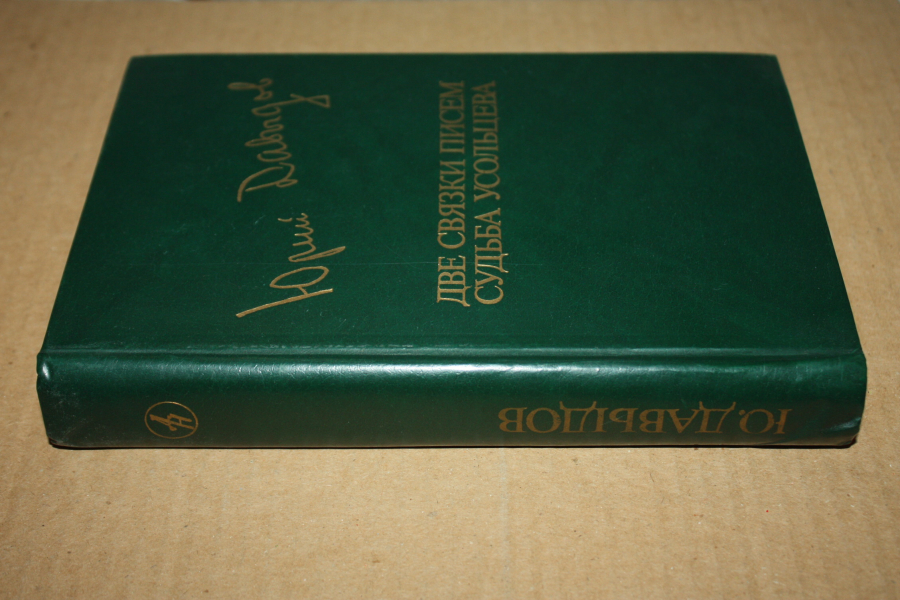 Юрий Давыдов
ДВЕ СВЯЗКИ ПИСЕМ
СУДЬБА УСОЛЬЦЕВА
Ю. ДАВЫДОВ